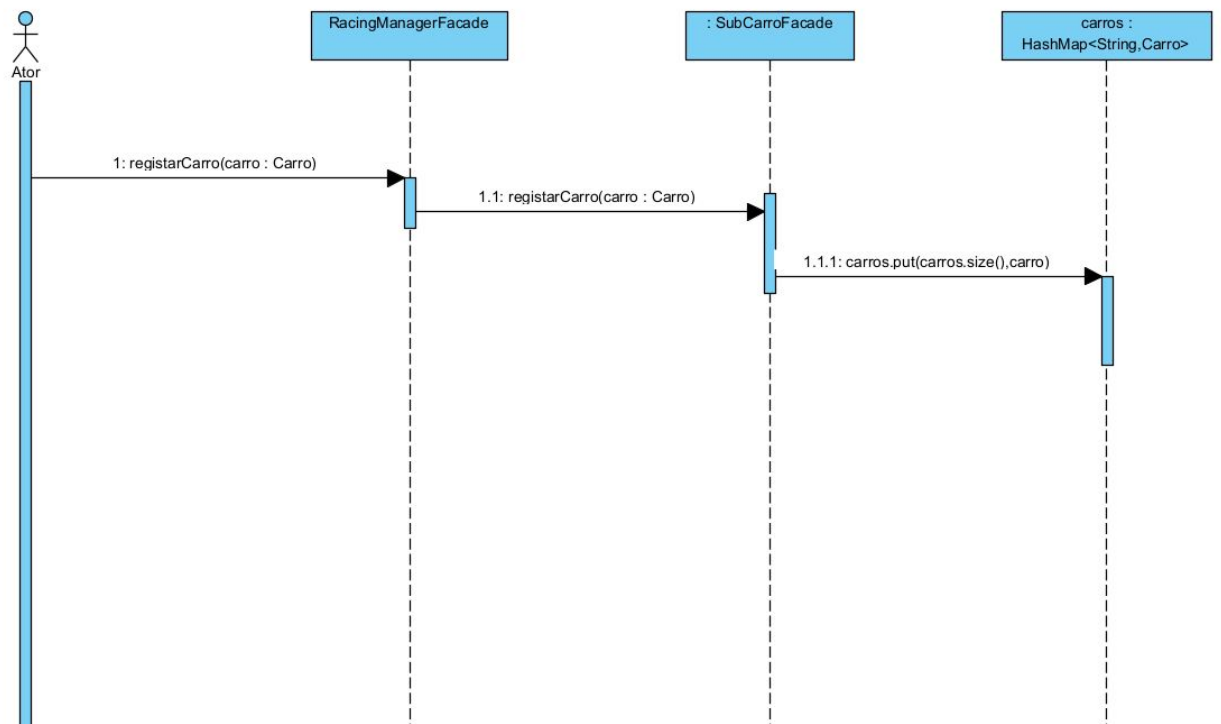 RacingManagerFacade
: SubCarroFacade
carros :
HashMap<String,Carro>
Ator
1: registarCarro(carro : Carro)
1.1: registarCarro(carro : Carro)
1.1.1: carros.put(carros.size(),carro)